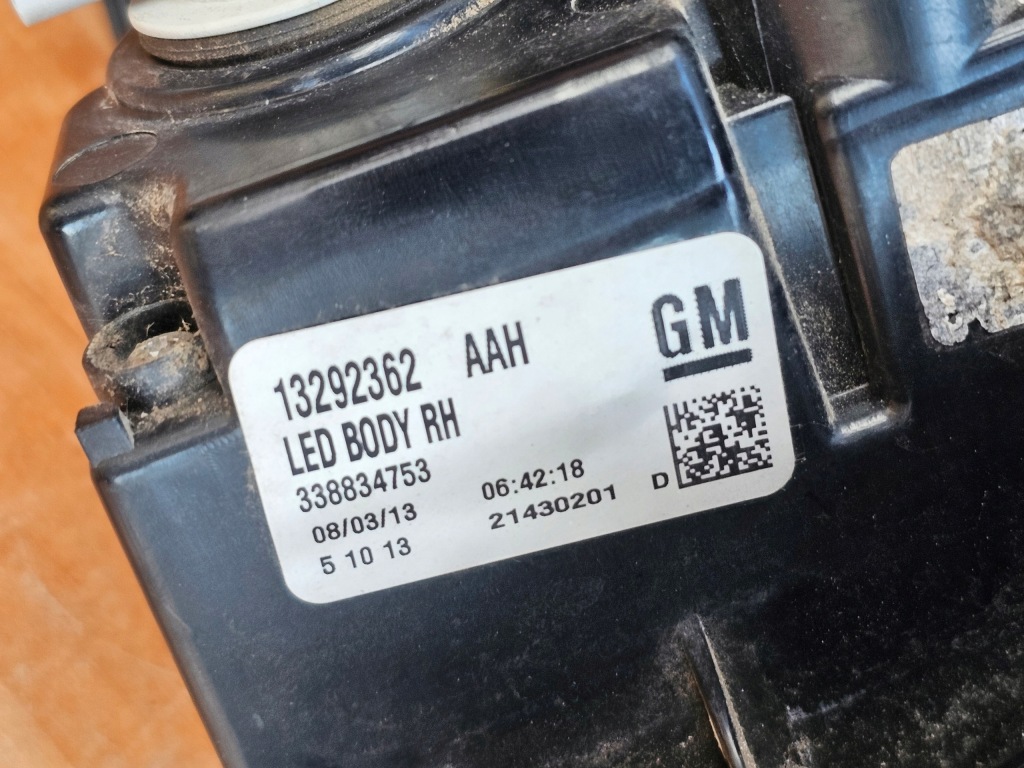 13292362 AAH
GM
LED BODY RH
338834753
08/03/13 06:42:18
5 10 13 21430201 D